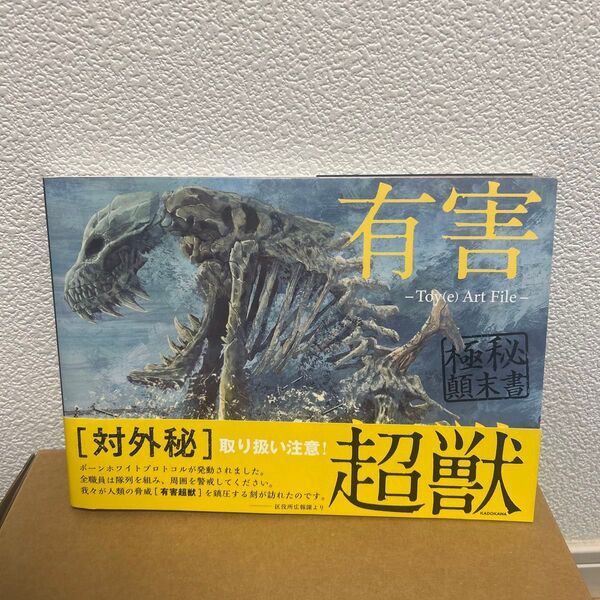 有害
– Toy(e) Art File –
極秘
顛末書
超獣
[対外秘] 取り扱い注意!
ボーンホワイトプロトコルが発動されました。
全職員は隊列を組み、周囲を警戒してください。
我々が人類の脅威[有害超獣]を鎮圧する刻が訪れたのです。
——区役所広報課より
KADOKAWA